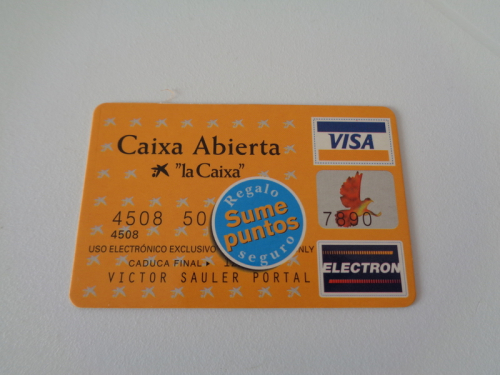 Caixa Abierta
"la Caixa"
VISA
4508 50
7890
4508
Regalo
Sume
puntos
seguro
USO ELECTRÓNICO EXCLUSIVO
NLY
CADUCA FINAL
ELECTRON
VICTOR SAULER PORTAL